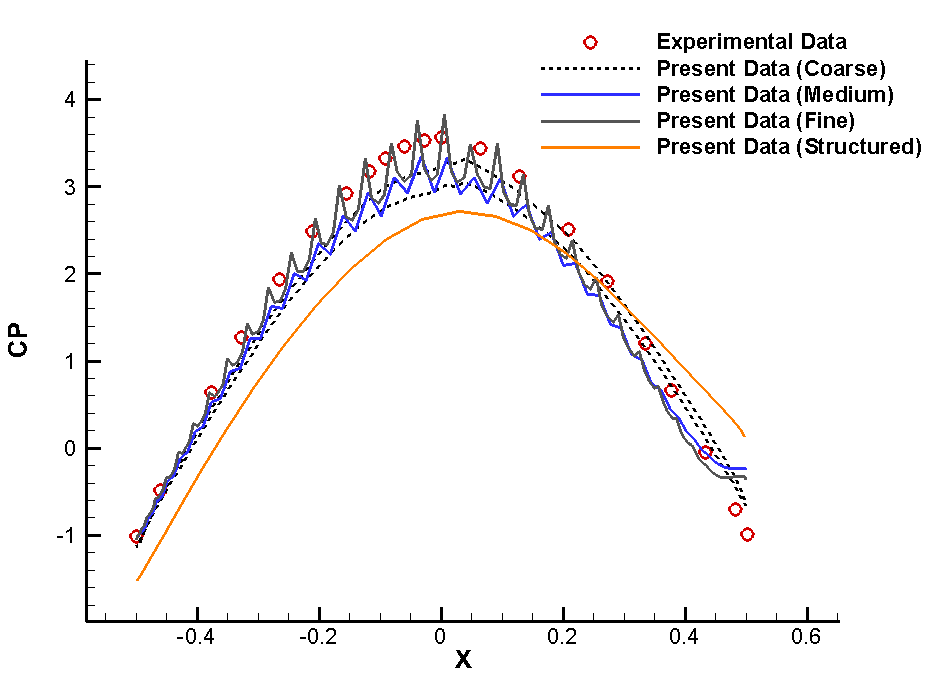 Experimental Data
Present Data (Coarse)
Present Data (Medium)
Present Data (Fine)
Present Data (Structured)
4
3
2
1
0
-1
CP
-0.4
-0.2
0
0.2
0.4
0.6
X